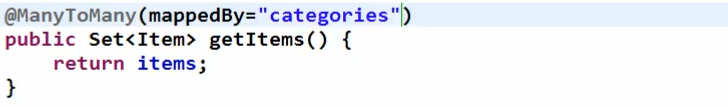 @ManyToMany(mappedBy="categories")
public Set<Item> getItems() {
    return items;
}